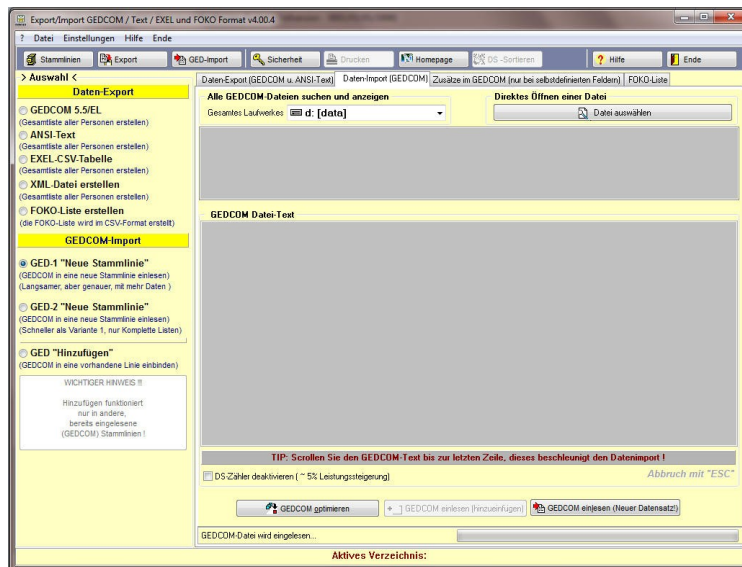 Export/Import GEDCOM / Text / EXEL und FOKO Format v4.00.4
? Datei Einstellungen Hilfe Ende
Stammlinien Export GED-Import Sicherheit Drucken Homepage DS-Sortieren ? Hilfe Ende
> Auswahl <
Daten-Export
GEDCOM 5.5/EL
(Gesamtliste aller Personen erstellen)
ANSI-Text
(Gesamtliste aller Personen erstellen)
EXEL-CSV-Tabelle
(Gesamtliste aller Personen erstellen)
XML-Datei erstellen
(Gesamtliste aller Personen erstellen)
FOKO-Liste erstellen
(die FOKO-Liste wird im CSV-Format erstellt)
GEDCOM-Import
GED-1 "Neue Stammlinie"
(GEDCOM in eine neue Stammlinie einlesen)
(Langsamer, aber genauer, mit mehr Daten )
GED-2 "Neue Stammlinie"
(GEDCOM in eine neue Stammlinie einlesen)
(Schneller als Variante 1, nur Komplette Listen)
GED "Hinzufügen"
(GEDCOM in eine vorhandene Linie einbinden)
WICHTIGER HINWEIS !!!
Hinzufügen funktioniert
nur in andere,
bereits eingelesene
(GEDCOM) Stammlinien !
Daten-Export (GEDCOM u. ANSI-Text) Daten-Import (GEDCOM) Zusätze im GEDCOM (nur bei selbstdefinierten Feldern) FOKO-Liste
Alle GEDCOM-Dateien suchen und anzeigen
Gesamtes Laufwerkes d: [data]
Direktes Öffnen einer Datei
Datei auswählen
GEDCOM Datei-Text
TIP: Scrollen Sie den GEDCOM-Text bis zur letzten Zeile, dieses beschleunigt den Datenimport !
DS-Zähler deaktivieren ( ~ 5% Leistungssteigerung)
Abbruch mit "ESC"
GEDCOM optimieren GEDCOM einlesen (hinzueinfügen) GEDCOM einlesen (Neuer Datensatz!)
GEDCOM-Datei wird eingelesen...
Aktives Verzeichnis: